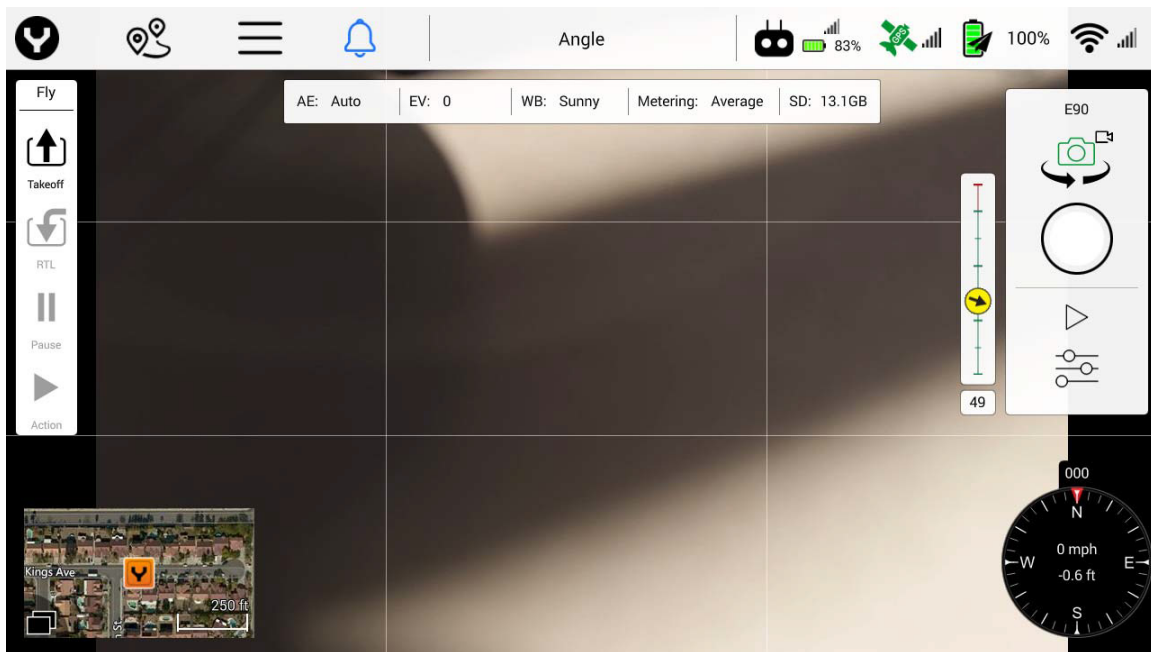 Angle
83%
GPS
100%
Fly
AE: Auto
EV: 0
WB: Sunny
Metering: Average
SD: 13.1GB
E90
Takeoff
RTL
Pause
Action
49
000
N
W
E
S
0 mph
-0.6 ft
Kings Ave
250 ft